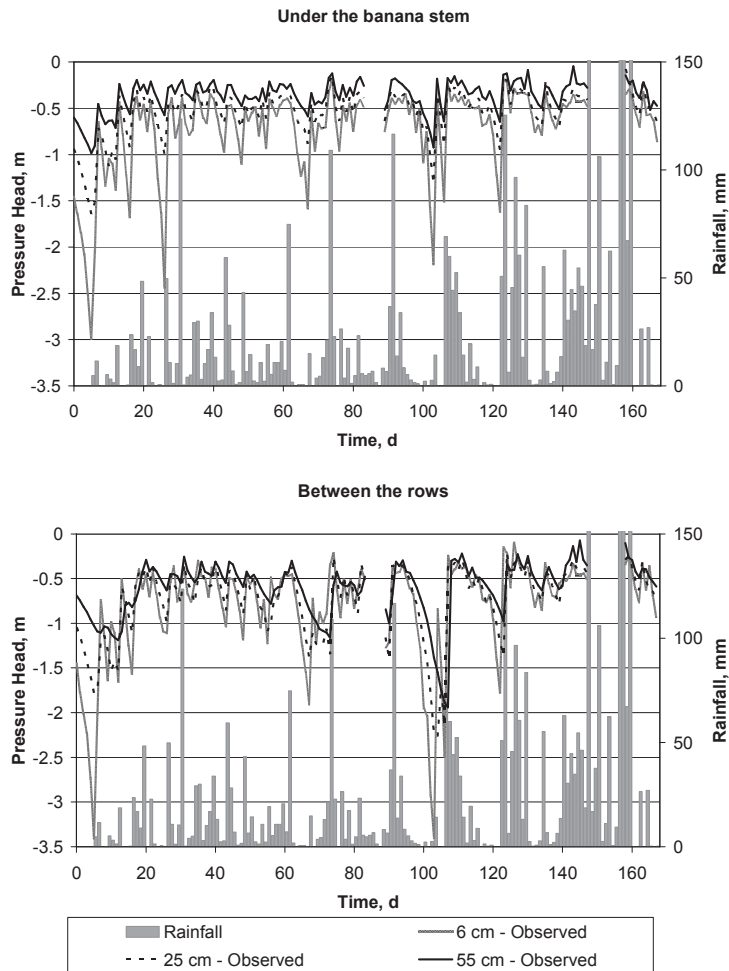 Under the banana stem
0
-0.5
-1
-1.5
-2
-2.5
-3
-3.5
Pressure Head, m
150
100
50
0
Rainfall, mm
0 20 40 60 80 100 120 140 160
Time, d
Between the rows
0
-0.5
-1
-1.5
-2
-2.5
-3
-3.5
Pressure Head, m
150
100
50
0
Rainfall, mm
0 20 40 60 80 100 120 140 160
Time, d
Rainfall
6 cm - Observed
25 cm - Observed
55 cm - Observed